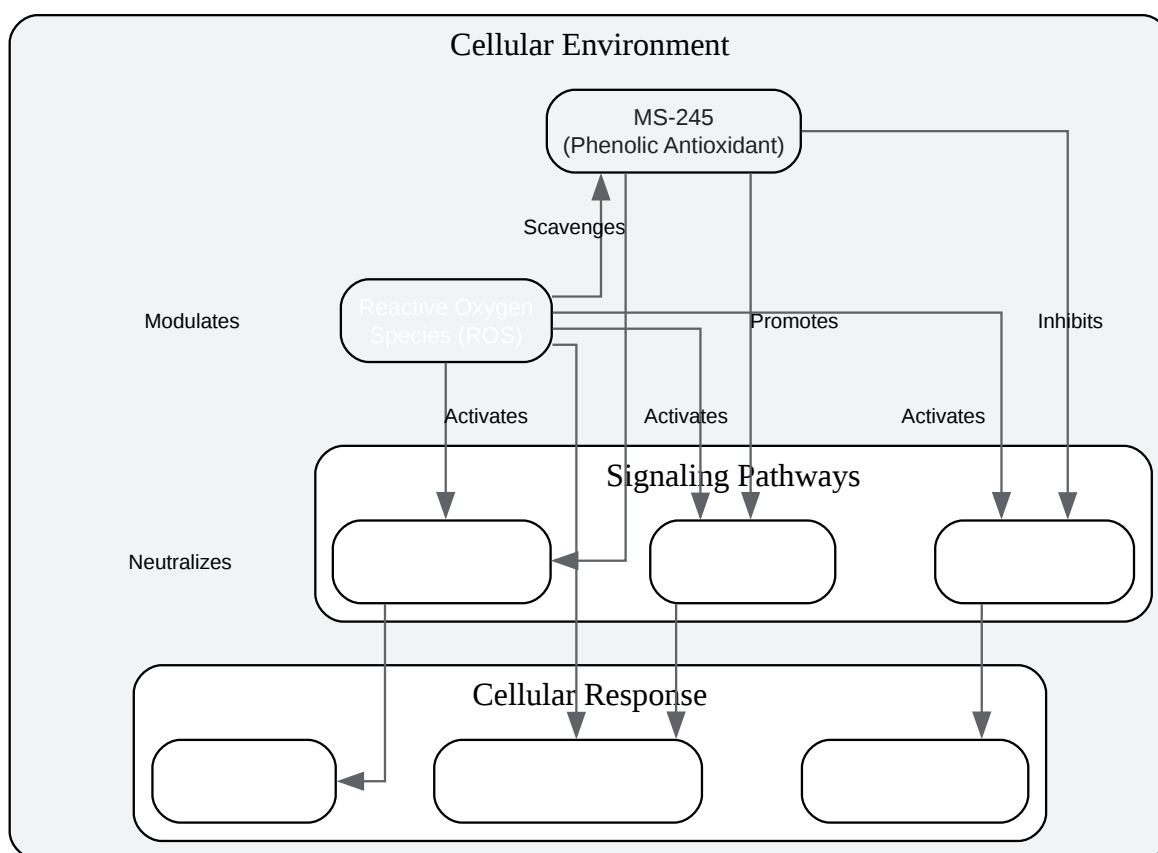 Cellular Environment
MS-245
(Phenolic Antioxidant)
Scavenges
Reactive Oxygen
Species (ROS)
Modulates
Promotes
Inhibits
Activates
Activates
Activates
Signaling Pathways
Neutralizes
Cellular Response